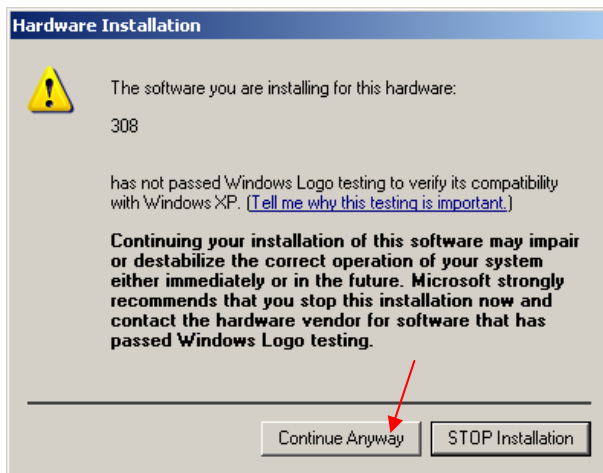 Hardware Installation
The software you are installing for this hardware:
308
has not passed Windows Logo testing to verify its compatibility
with Windows XP. (Tell me why this testing is important.)
Continuing your installation of this software may impair
or destabilize the correct operation of your system
either immediately or in the future. Microsoft strongly
recommends that you stop this installation now and
contact the hardware vendor for software that has
passed Windows Logo testing.
Continue Anyway
STOP Installation